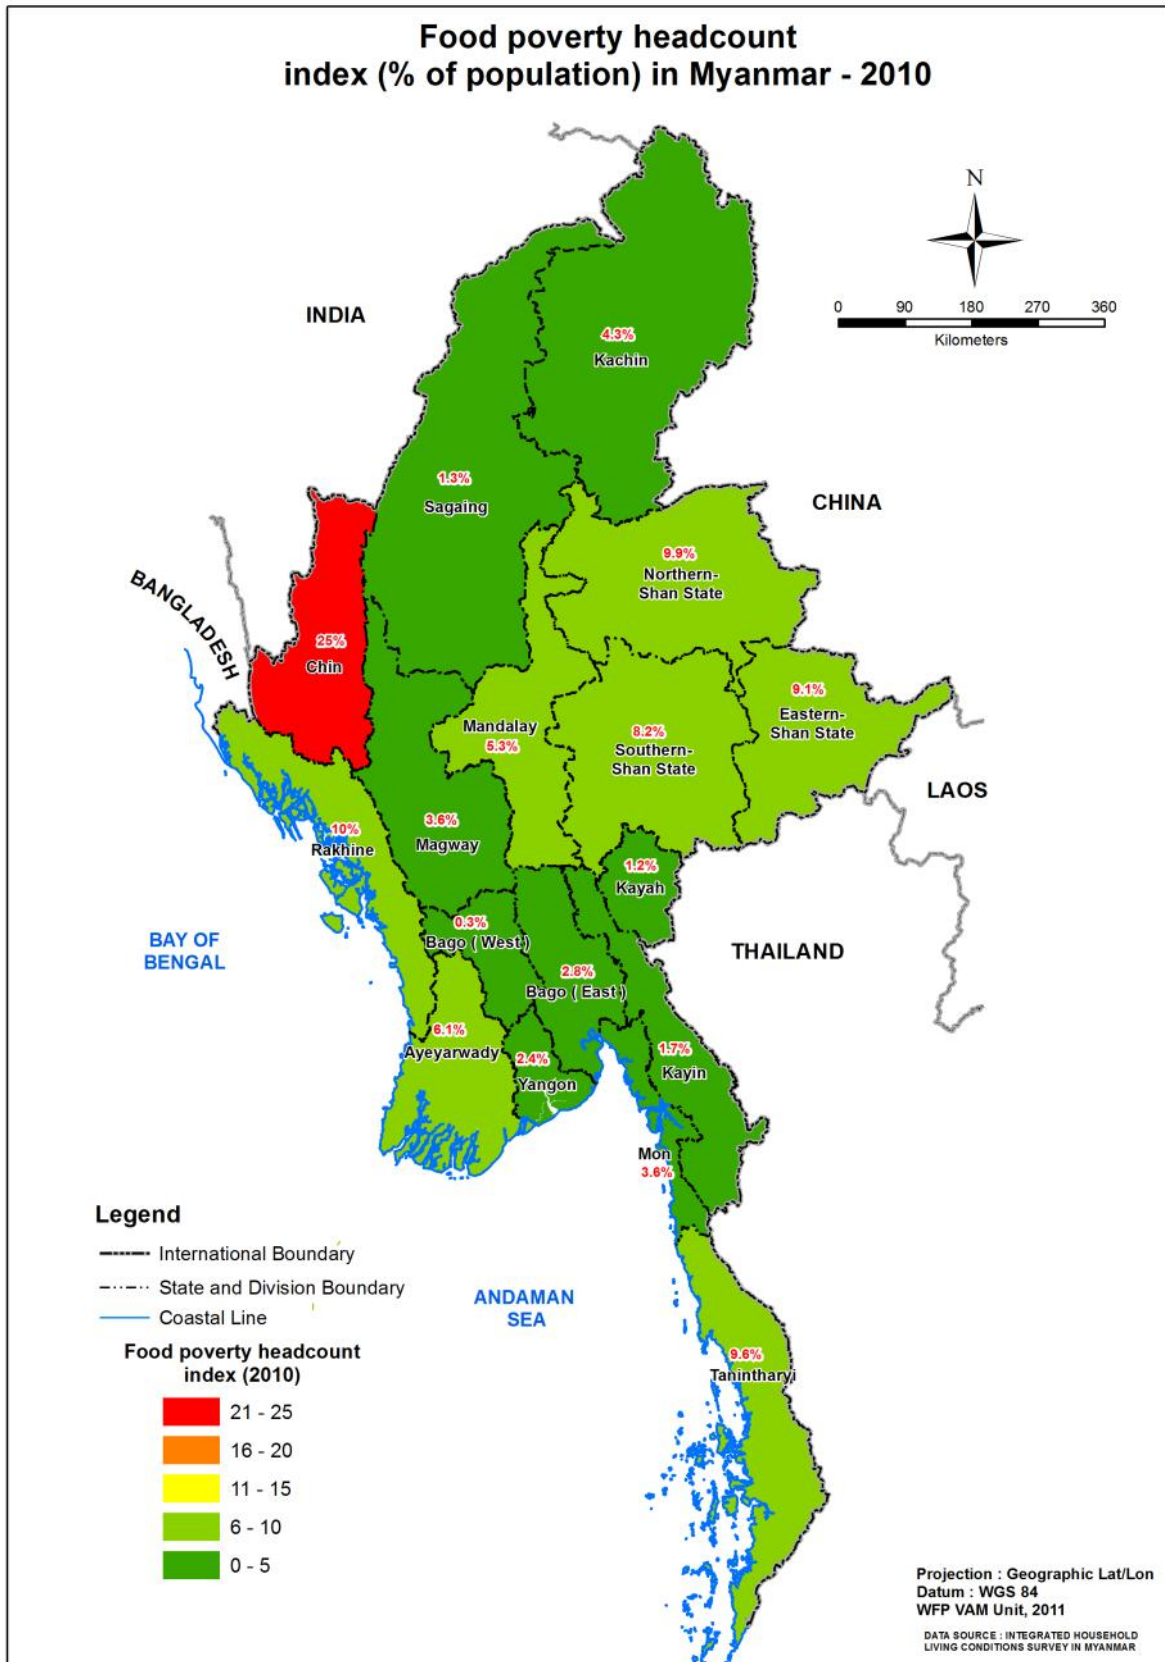 Food poverty headcount
index (% of population) in Myanmar - 2010
N
0 90 180 270 360
Kilometers
INDIA
4.3%
Kachin
1.3%
Sagaing
CHINA
9.9%
Northern-
Shan State
BANGLADESH
25%
Chin
9.1%
Eastern-
Shan State
Mandalay
5.3%
8.2%
Southern-
Shan State
LAOS
10%
Rakhine
3.6%
Magway
1.2%
Kayah
0.3%
Bago ( West )
BAY OF
BENGAL
THAILAND
2.8%
Bago ( East )
6.1%
Ayeyarwady
2.4%
Yangon
1.7%
Kayin
Mon
3.6%
Legend
International Boundary
State and Division Boundary
Coastal Line
ANDAMAN
SEA
Food poverty headcount
index (2010)
21 - 25
16 - 20
11 - 15
6 - 10
0 - 5
9.6%
Tanintharyi
Projection : Geographic Lat/Lon
Datum : WGS 84
WFP VAM Unit, 2011
DATA SOURCE : INTEGRATED HOUSEHOLD
LIVING CONDITIONS SURVEY IN MYANMAR